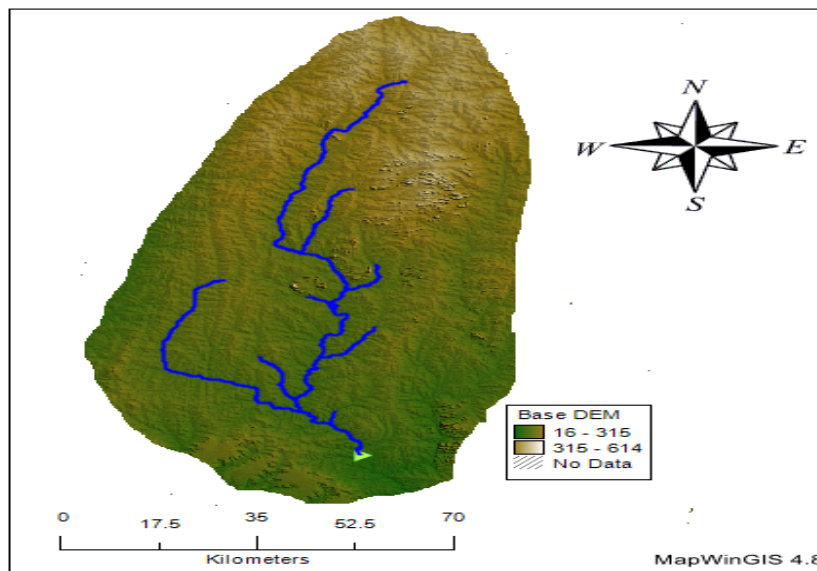 N
W E
S
Base DEM
16 - 315
315 - 614
No Data
0 17.5 35 52.5 70
Kilometers
MapWinGIS 4.8